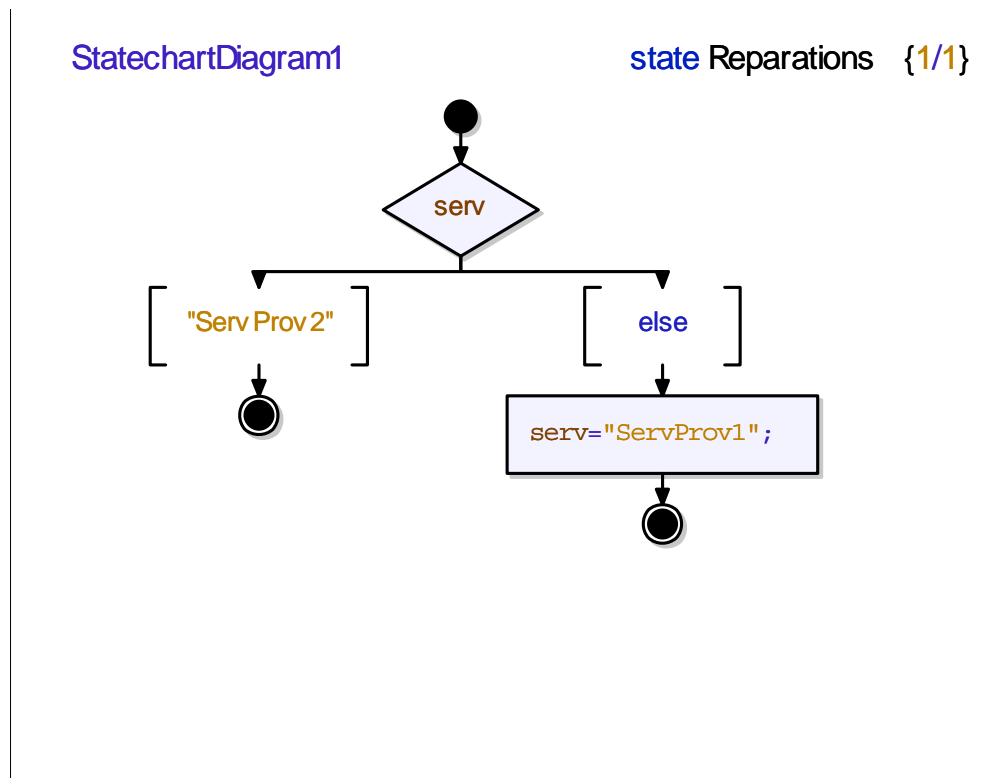 StatechartDiagram1
state Reparations {1/1}
serv
"Serv Prov 2"
else
serv="ServProv1";